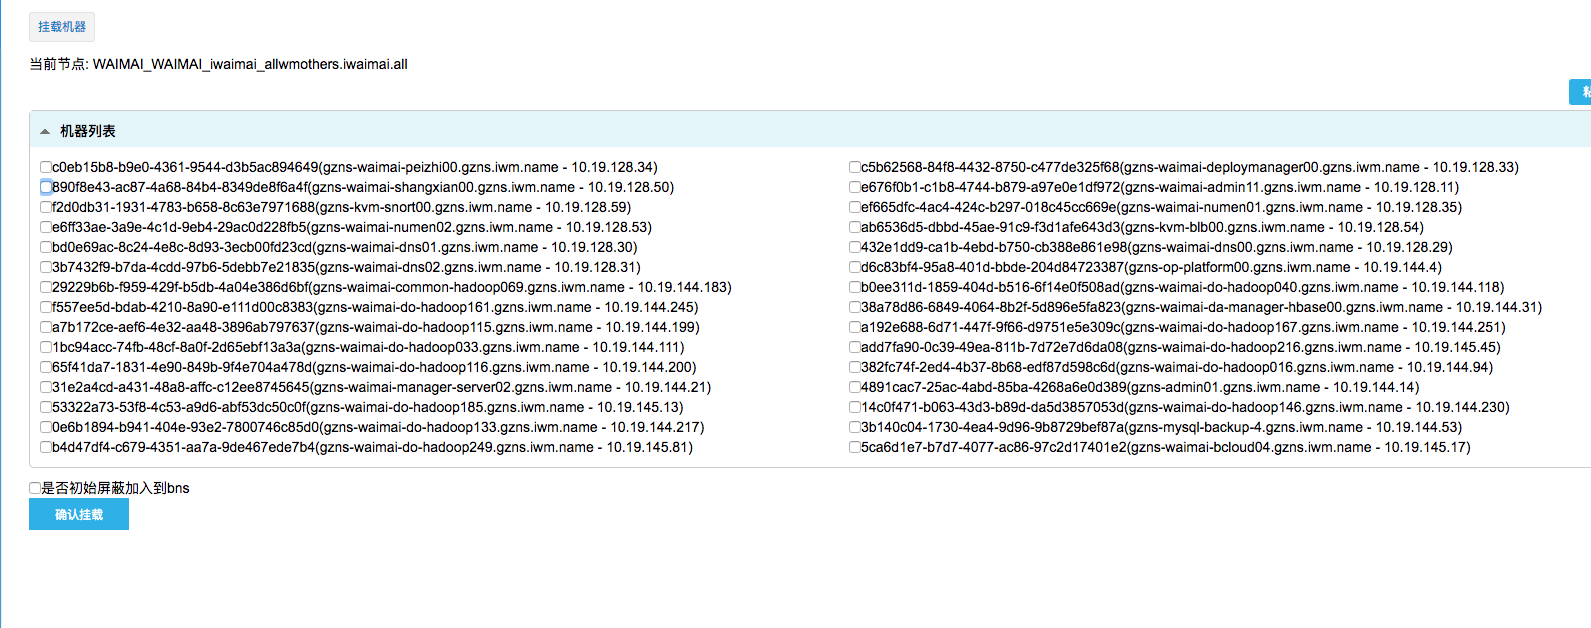 挂载机器
当前节点: WAIMAI_WAIMAI_iwaimai_allwmothers.iwaimai.all
机器列表
c0eb15b8-b9e0-4361-9544-d3b5ac894649(gzns-waimai-peizhi00.gzns.iwm.name - 10.19.128.34)
c5b62568-84f8-4432-8750-c477de325f68(gzns-waimai-deploymanager00.gzns.iwm.name - 10.19.128.33)
890f8e43-ac87-4a68-84b4-8349de8f6a4f(gzns-waimai-shangxian00.gzns.iwm.name - 10.19.128.50)
e676f0b1-c1b8-4744-b879-a97e0e1df972(gzns-waimai-admin11.gzns.iwm.name - 10.19.128.11)
f2d0db31-1931-4783-b658-8c63e7971688(gzns-kvm-snort00.gzns.iwm.name - 10.19.128.59)
ef665dfc-4ac4-424c-b297-018c45cc669e(gzns-waimai-numen01.gzns.iwm.name - 10.19.128.35)
e6ff33ae-3a9e-4c1d-9eb4-29ac0d228fb5(gzns-waimai-numen02.gzns.iwm.name - 10.19.128.53)
ab6536d5-dbbd-45ae-91c9-f3d1afe643d3(gzns-kvm-blb00.gzns.iwm.name - 10.19.128.54)
bd0e69ac-8c24-4e8c-8d93-3ecb00fd23cd(gzns-waimai-dns01.gzns.iwm.name - 10.19.128.30)
432e1dd9-ca1b-4ebd-b750-cb388e861e98(gzns-waimai-dns00.gzns.iwm.name - 10.19.128.29)
3b7432f9-b7da-4cdd-97b6-5debb7e21835(gzns-waimai-dns02.gzns.iwm.name - 10.19.128.31)
d6c83bf4-95a8-401d-bbde-204d84723387(gzns-op-platform00.gzns.iwm.name - 10.19.144.4)
29229b6b-f959-429f-b5db-4a04e386d6bf(gzns-waimai-common-hadoop069.gzns.iwm.name - 10.19.144.183)
b0ee311d-1859-404d-b516-6f14e0f508ad(gzns-waimai-do-hadoop040.gzns.iwm.name - 10.19.144.118)
f557ee5d-bdab-4210-8a90-e111d00c8383(gzns-waimai-do-hadoop161.gzns.iwm.name - 10.19.144.245)
38a78d86-6849-4064-8b2f-5d896e5fa823(gzns-waimai-da-manager-hbase00.gzns.iwm.name - 10.19.144.31)
a7b172ce-aef6-4e32-aa48-3896ab797637(gzns-waimai-do-hadoop115.gzns.iwm.name - 10.19.144.199)
a192e688-6d71-447f-9f66-d9751e5e309c(gzns-waimai-do-hadoop167.gzns.iwm.name - 10.19.144.251)
1bc94acc-74fb-48cf-8a0f-2d65ebf13a3a(gzns-waimai-do-hadoop033.gzns.iwm.name - 10.19.144.111)
add7fa90-0c39-49ea-811b-7d72e7d6da08(gzns-waimai-do-hadoop216.gzns.iwm.name - 10.19.145.45)
65f41da7-1831-4e90-849b-9f4e704a478d(gzns-waimai-do-hadoop116.gzns.iwm.name - 10.19.144.200)
382fc74f-2ed4-4b37-8b68-edf87d598c6d(gzns-waimai-do-hadoop016.gzns.iwm.name - 10.19.144.94)
31e2a4cd-a431-48a8-affc-c12ee8745645(gzns-waimai-manager-server02.gzns.iwm.name - 10.19.144.21)
4891cac7-25ac-4abd-85ba-4268a6e0d389(gzns-admin01.gzns.iwm.name - 10.19.144.14)
53322a73-53f8-4c53-a9d6-abf53dc50c0f(gzns-waimai-do-hadoop185.gzns.iwm.name - 10.19.145.13)
14c0f471-b063-43d3-b89d-da5d3857053d(gzns-waimai-do-hadoop146.gzns.iwm.name - 10.19.144.230)
0e6b1894-b941-404e-93e2-7800746c85d0(gzns-waimai-do-hadoop133.gzns.iwm.name - 10.19.144.217)
3b140c04-1730-4ea4-9d96-9b8729bef87a(gzns-mysql-backup-4.gzns.iwm.name - 10.19.144.53)
b4d47df4-c679-4351-aa7a-9de467ede7b4(gzns-waimai-do-hadoop249.gzns.iwm.name - 10.19.145.81)
5ca6d1e7-b7d7-4077-ac86-97c2d17401e2(gzns-waimai-bcloud04.gzns.iwm.name - 10.19.145.17)
是否初始屏蔽加入到bns
确认挂载